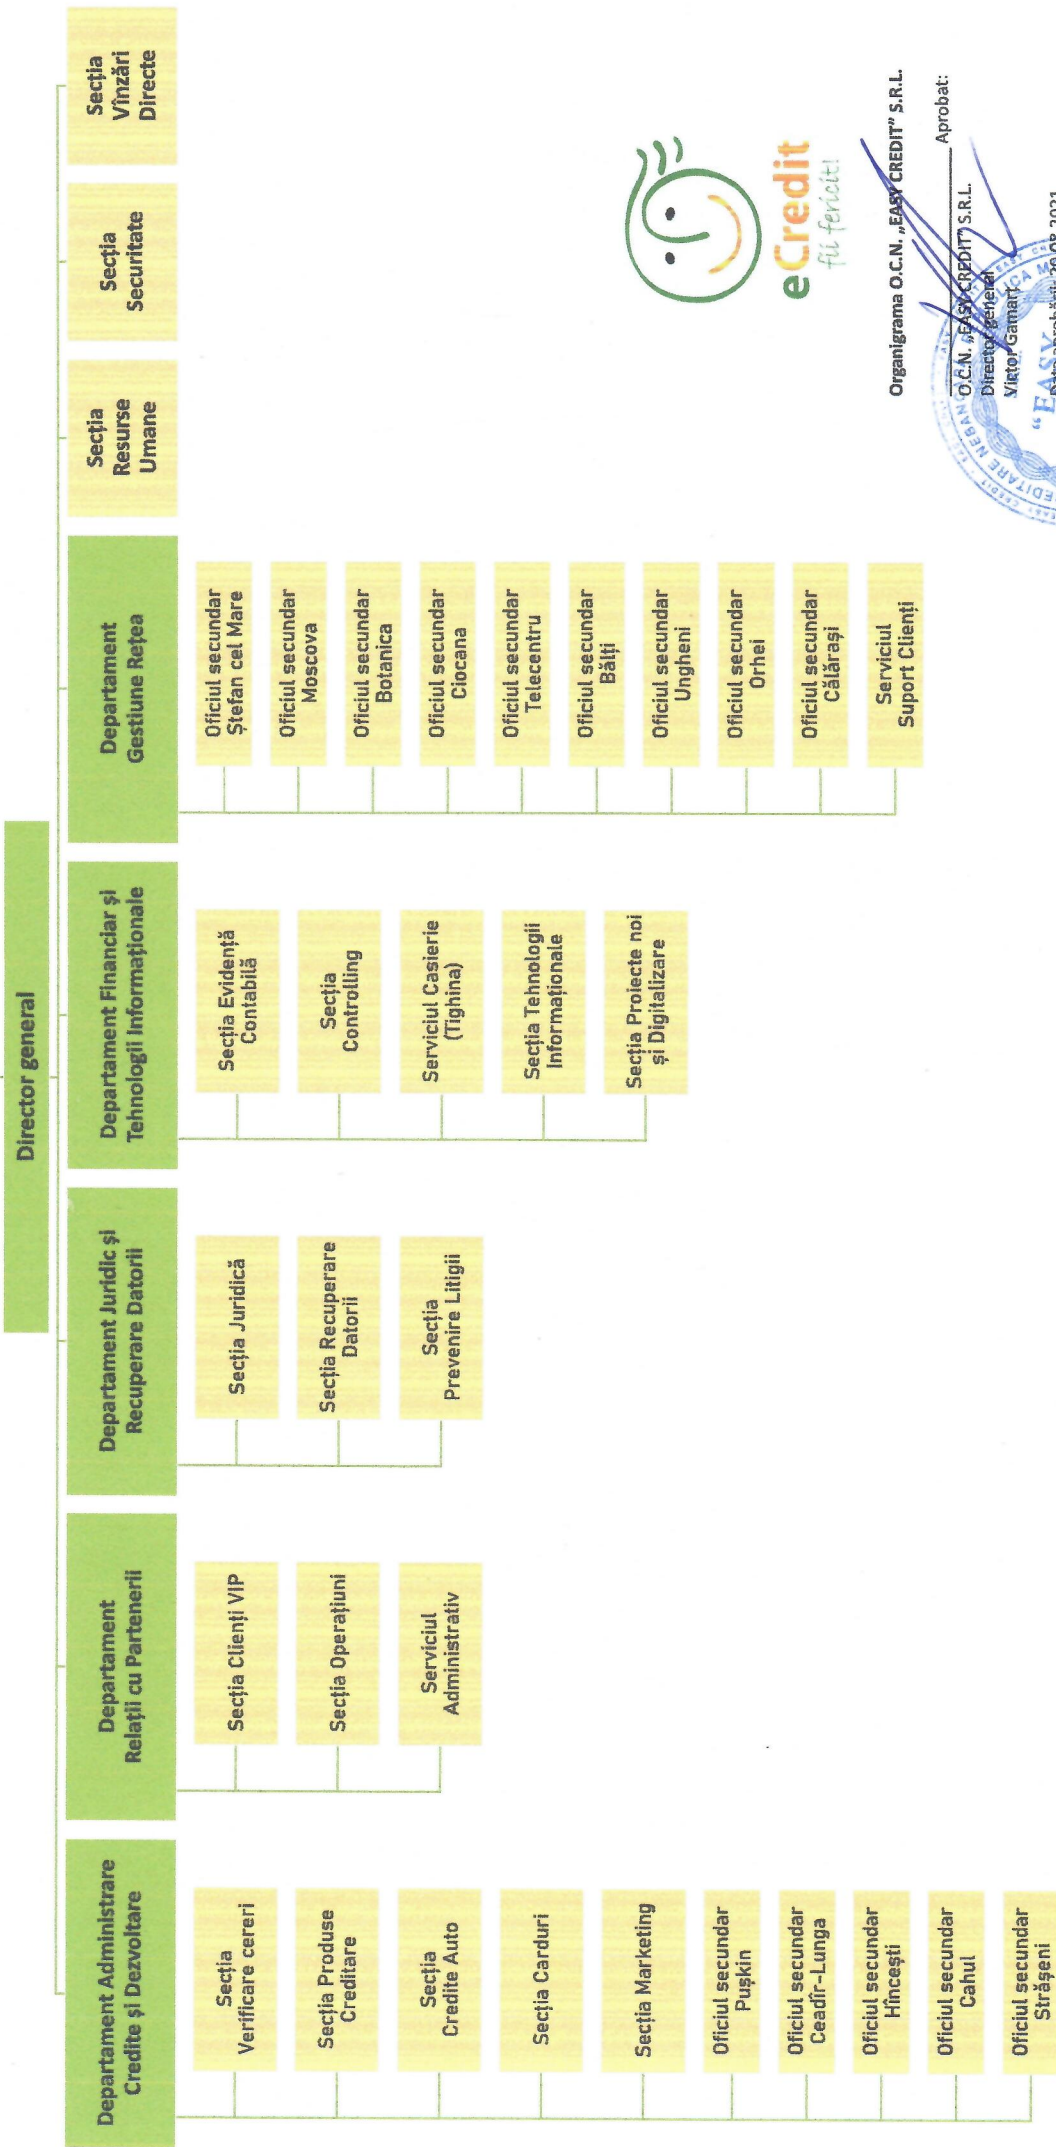 Director general
Departament Administrare
Credite și Dezvoltare
Secția
Verificare cereri
Secția Produse
Creditare
Secția
Credite Auto
Secția Carduri
Secția Marketing
Oficiul secundar
Pușkin
Oficiul secundar
Ceadîr-Lunga
Oficiul secundar
Hîncești
Oficiul secundar
Cahul
Oficiul secundar
Strășeni
Departament
Relații cu Partenerii
Secția Clienți VIP
Secția Operațiuni
Serviciul
Administrativ
Departament Juridic și
Recuperare Datorii
Secția Juridică
Secția Recuperare
Datorii
Secția
Prevenire Litigii
Departament Financiar și
Tehnologii Informaționale
Secția Evidență
Contabilă
Secția
Controlling
Serviciul Casierie
(Tighina)
Secția Tehnologii
Informaționale
Secția Proiecte noi
și Digitalizare
Departament
Gestiune Rețea
Oficiul secundar
Ștefan cel Mare
Oficiul secundar
Moscova
Oficiul secundar
Botanica
Oficiul secundar
Ciocana
Oficiul secundar
Telecentru
Oficiul secundar
Bălți
Oficiul secundar
Ungheni
Oficiul secundar
Orhei
Oficiul secundar
Călărași
Serviciul
Suport Clienți
Secția
Resurse
Umane
Secția
Securitate
Secția
Vînzări
Directe
eCredit
fii fericit!
Organigrama O.C.N. „EASY CREDIT” S.R.L.
Aprobat:
O.C.N. „EASY CREDIT” S.R.L.
Director general
Victor Gamarț
"EASY